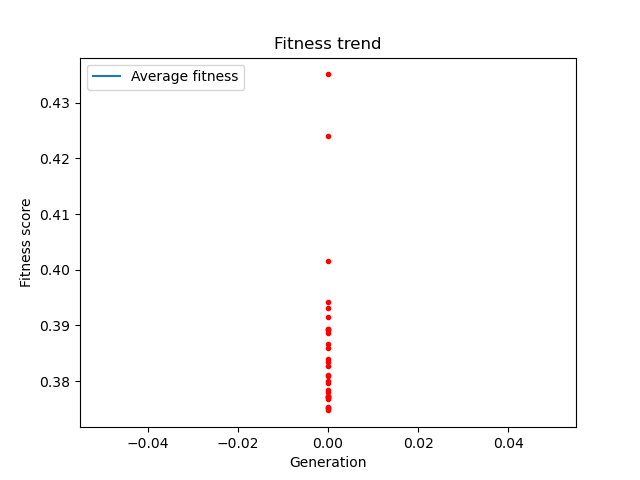 Fitness trend
Average fitness
0.43
0.42
0.41
0.40
0.39
0.38
Fitness score
−0.04
−0.02
0.00
0.02
0.04
Generation